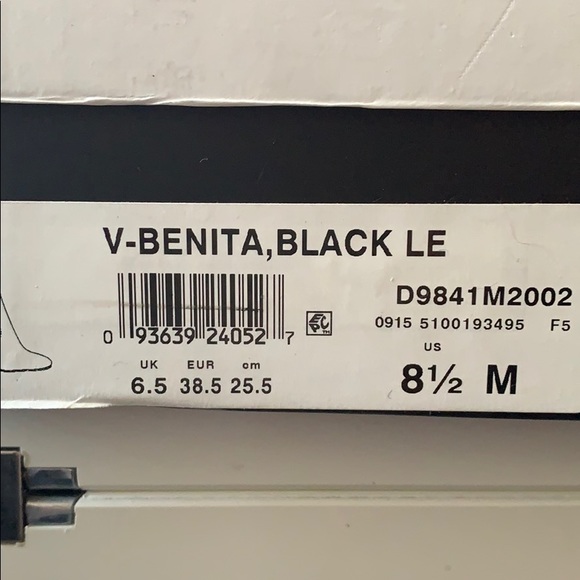 V-BENITA,BLACK LE
D9841M2002
0 93639 24052 7
EPC™
0915 5100193495 F5
US
UK EUR cm
6.5 38.5 25.5
8½ M